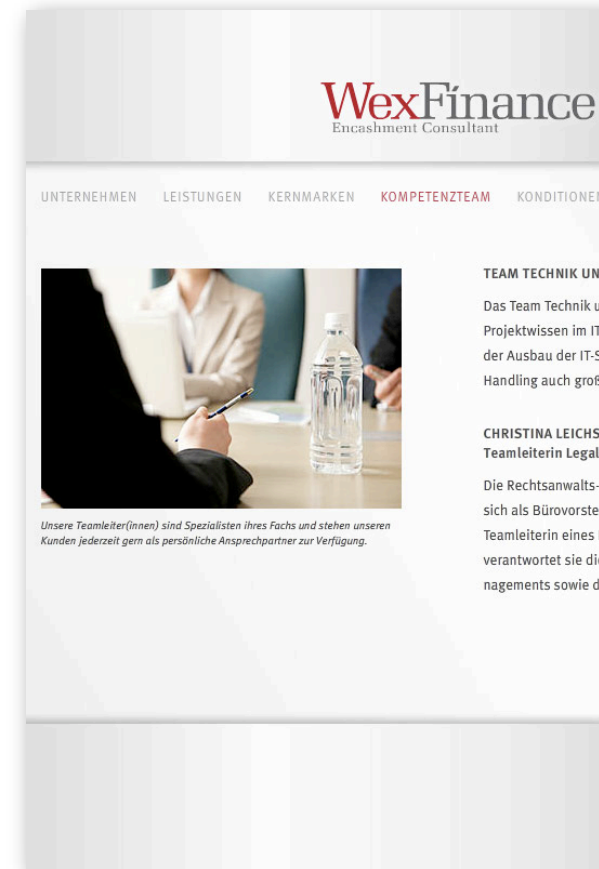 WexFinance
Encashment Consultant
UNTERNEHMEN LEISTUNGEN KERNMARKEN KOMPETENZTEAM KONDITIONEN
Unsere Teamleiter(innen) sind Spezialisten ihres Fachs und stehen unseren
Kunden jederzeit gern als persönliche Ansprechpartner zur Verfügung.
TEAM TECHNIK UN
Das Team Technik u
Projektwissen im IT
der Ausbau der IT-S
Handling auch groß
CHRISTINA LEICHS
Teamleiterin Legal
Die Rechtsanwalts-
sich als Bürovorste
Teamleiterin eines
verantwortet sie die
nagements sowie d